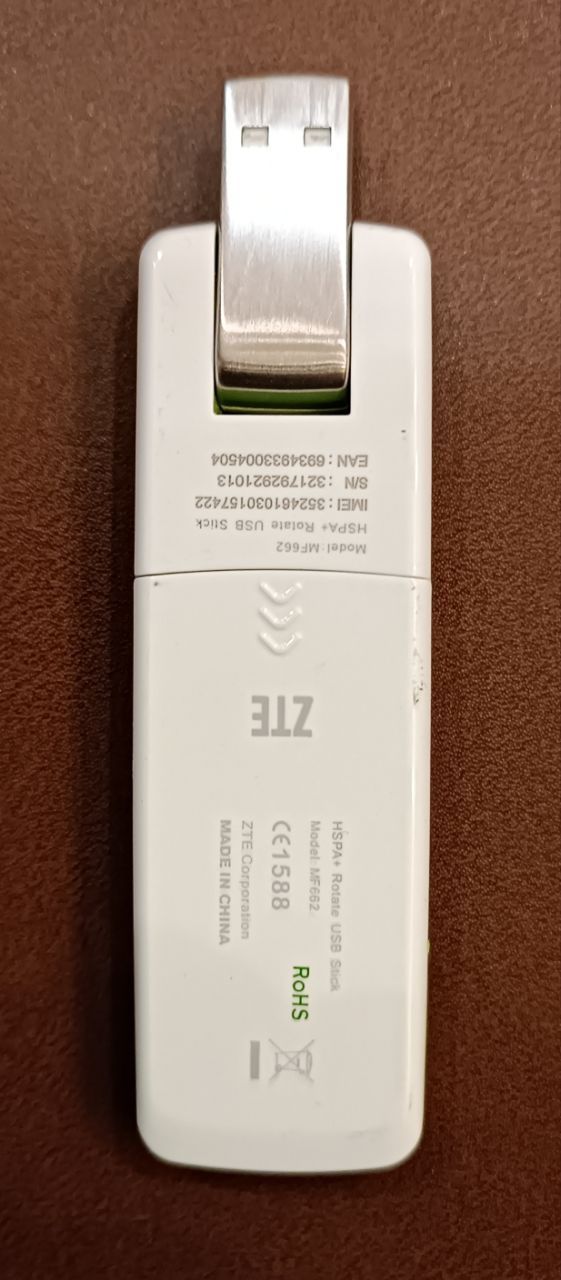 Model:MF662
HSPA+ Rotate USB Stick
IMEI : 352461030157422
S/N : 321792921013
EAN : 6934933004504
ZTE
HSPA+ Rotate USB Stick
Model: MF662
CE1588
ZTE Corporation
MADE IN CHINA
RoHS